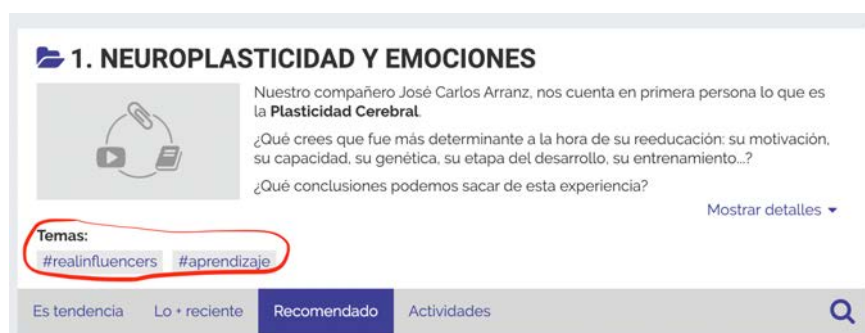 1. NEUROPLASTICIDAD Y EMOCIONES
Nuestro compañero José Carlos Arranz, nos cuenta en primera persona lo que es
la Plasticidad Cerebral.
¿Qué crees que fue más determinante a la hora de su reeducación: su motivación,
su capacidad, su genética, su etapa del desarrollo, su entrenamiento...?
¿Qué conclusiones podemos sacar de esta experiencia?
Mostrar detalles
Temas:
#realinfluencers #aprendizaje
Es tendencia Lo + reciente Recomendado Actividades